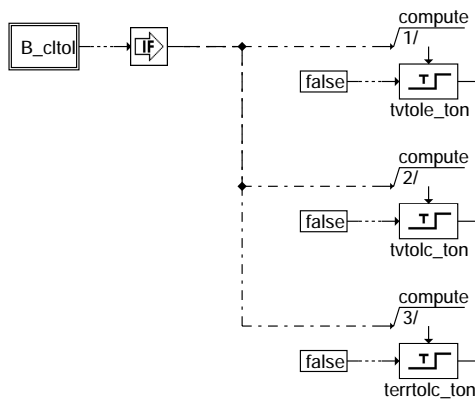 compute
B_cltol
IF
1/
false
T
tvtole_ton
compute
2/
false
T
tvtolc_ton
compute
3/
false
T
terrtolc_ton